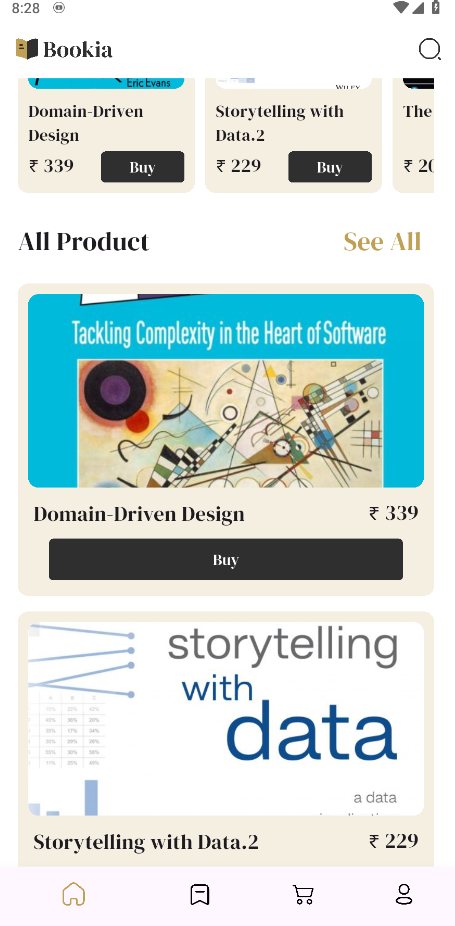 8:28
Bookia
Eric Evans
WILEY
Domain-Driven
Design
₹ 339
Buy
Storytelling with
Data.2
₹ 229
Buy
The
₹ 20
All Product
See All
Tackling Complexity in the Heart of Software
Domain-Driven Design
₹ 339
Buy
storytelling
with
data
a data
Storytelling with Data.2
₹ 229